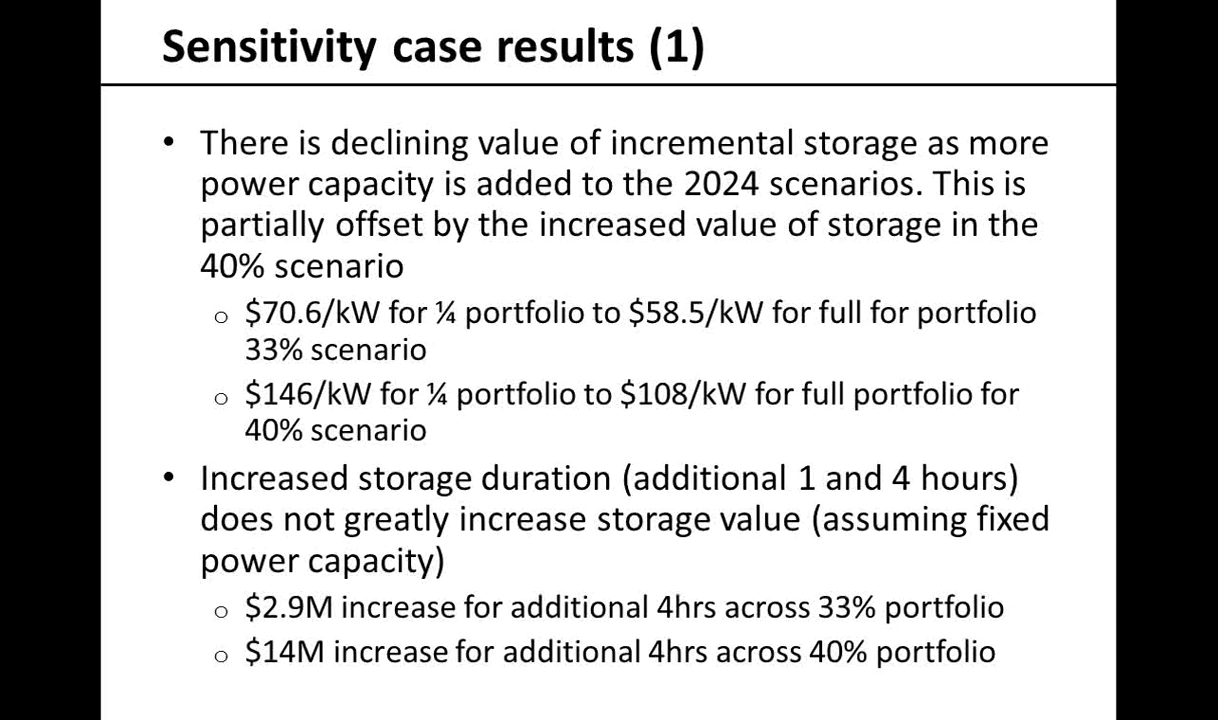 Sensitivity case results (1)
• There is declining value of incremental storage as more
power capacity is added to the 2024 scenarios. This is
partially offset by the increased value of storage in the
40% scenario
o $70.6/kW for ¼ portfolio to $58.5/kW for full for portfolio
33% scenario
o $146/kW for ¼ portfolio to $108/kW for full portfolio for
40% scenario
• Increased storage duration (additional 1 and 4 hours)
does not greatly increase storage value (assuming fixed
power capacity)
o $2.9M increase for additional 4hrs across 33% portfolio
o $14M increase for additional 4hrs across 40% portfolio